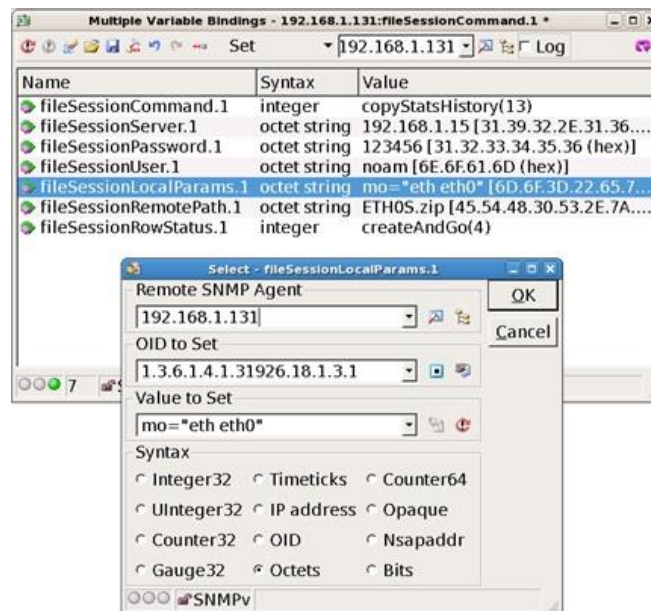 Multiple Variable Bindings - 192.168.1.131:fileSessionCommand.1 *
Set 192.168.1.131 Log
Name Syntax Value
fileSessionCommand.1 integer copyStatsHistory(13)
fileSessionServer.1 octet string 192.168.1.15 [31.39.32.2E.31.36....
fileSessionPassword.1 octet string 123456 [31.32.33.34.35.36 (hex)]
fileSessionUser.1 octet string noam [6E.6F.61.6D (hex)]
fileSessionLocalParams.1 octet string mo="eth eth0" [6D.6F.3D.22.65.7...
fileSessionRemotePath.1 octet string ETH0S.zip [45.54.48.30.53.2E.7A....
fileSessionRowStatus.1 integer createAndGo(4)
7
Select - fileSessionLocalParams.1
Remote SNMP Agent
OK
192.168.1.131
Cancel
OID to Set
1.3.6.1.4.1.31926.18.1.3.1
Value to Set
mo="eth eth0"
Syntax
Integer32 Timeticks Counter64
UInteger32 IP address Opaque
Counter32 OID Nsapaddr
Gauge32 Octets Bits
SNMPv